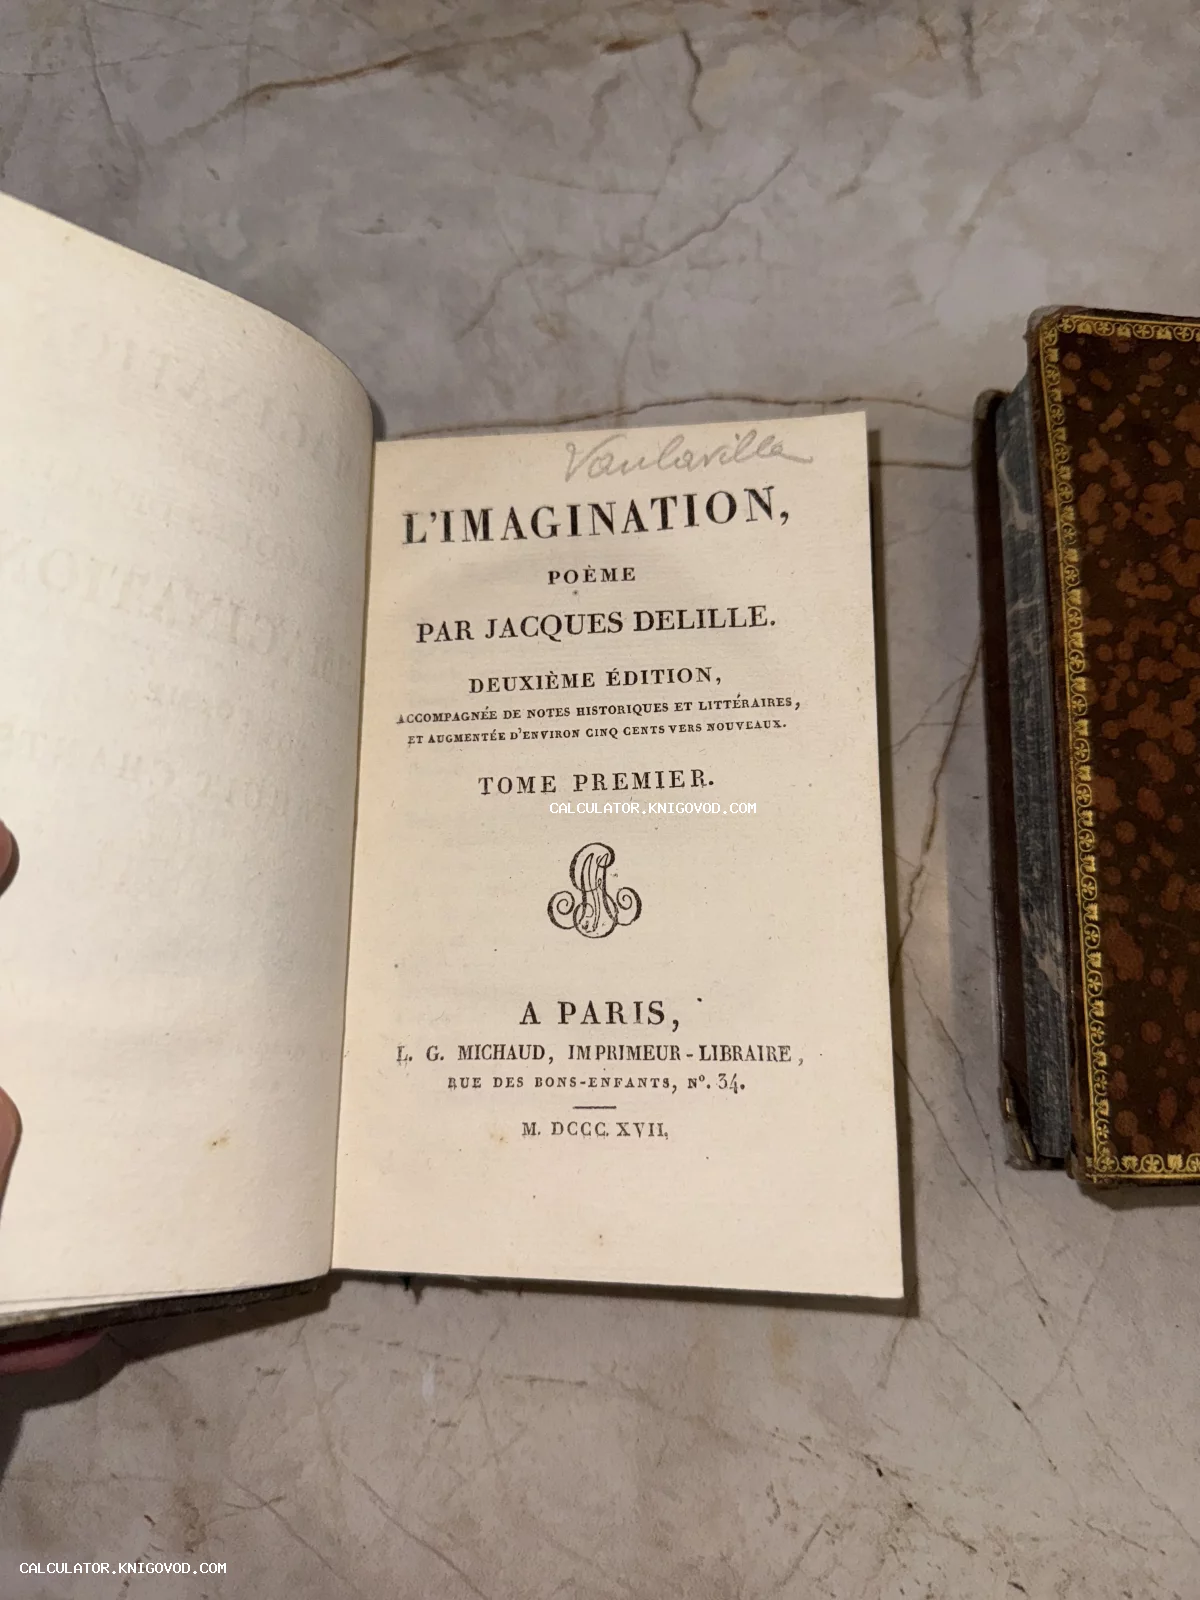 Vaulavilla
L'IMAGINATION,
POÈME
PAR JACQUES DELILLE.
DEUXIÈME ÉDITION,
ACCOMPAGNÉE DE NOTES HISTORIQUES ET LITTÉRAIRES,
ET AUGMENTÉE D'ENVIRON CINQ CENTS VERS NOUVEAUX.
TOME PREMIER.
CALCULATOR.KNIGOVOD.COM
A PARIS,
L. G. MICHAUD, IMPRIMEUR-LIBRAIRE,
RUE DES BONS-ENFANTS, Nº. 34.
M. DCCC. XVII.
CALCULATOR.KNIGOVOD.COM